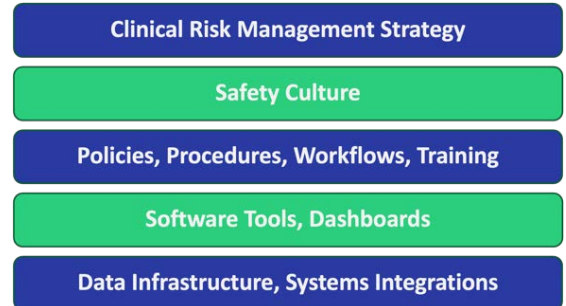 Clinical Risk Management Strategy
Safety Culture
Policies, Procedures, Workflows, Training
Software Tools, Dashboards
Data Infrastructure, Systems Integrations